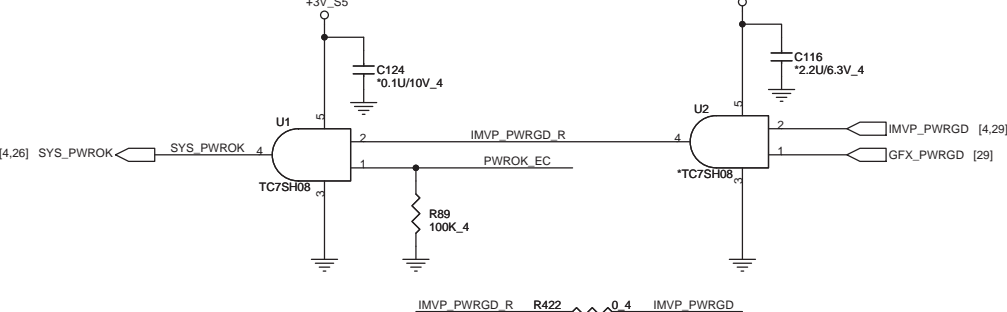 +3V_S5
C124
*0.1U/10V_4
C116
*2.2U/6.3V_4
U1
5
U2
5
2
IMVP_PWRGD_R
4
2
IMVP_PWRGD [4,29]
[4,26] SYS_PWROK
SYS_PWROK
4
1
PWROK_EC
1
GFX_PWRGD [29]
TC7SH08
3
*TC7SH08
3
R89
100K_4
IMVP_PWRGD_R R422 0_4 IMVP_PWRGD